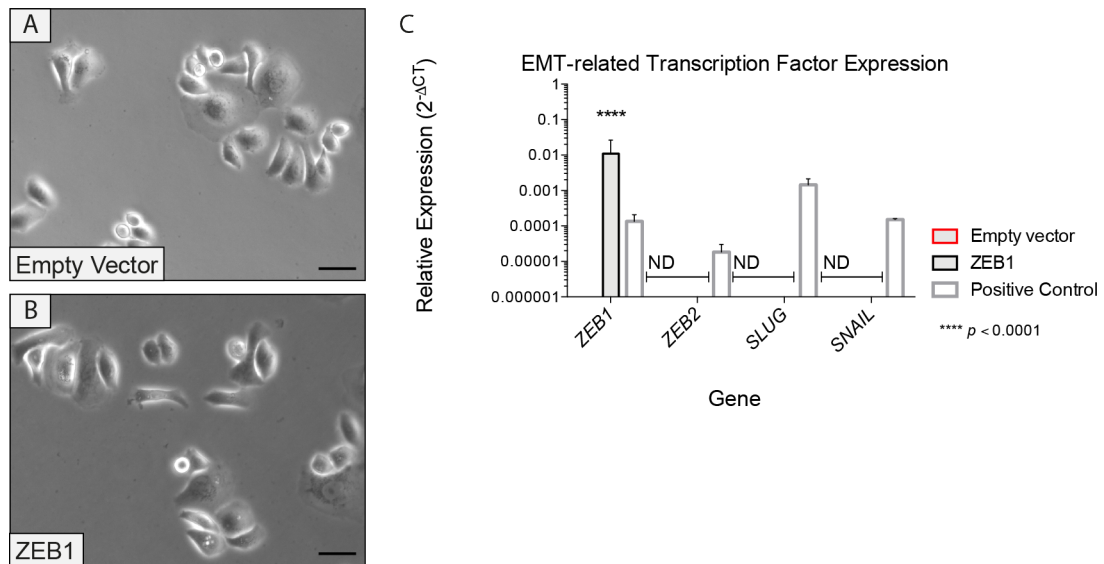 A
Empty Vector
B
ZEB1
C
EMT-related Transcription Factor Expression
Relative Expression (2^-ΔCT)
1
0.1
0.01
0.001
0.0001
0.00001
0.000001
****
ND
ND
ND
ZEB1
ZEB2
SLUG
SNAIL
Gene
Empty vector
ZEB1
Positive Control
**** p < 0.0001